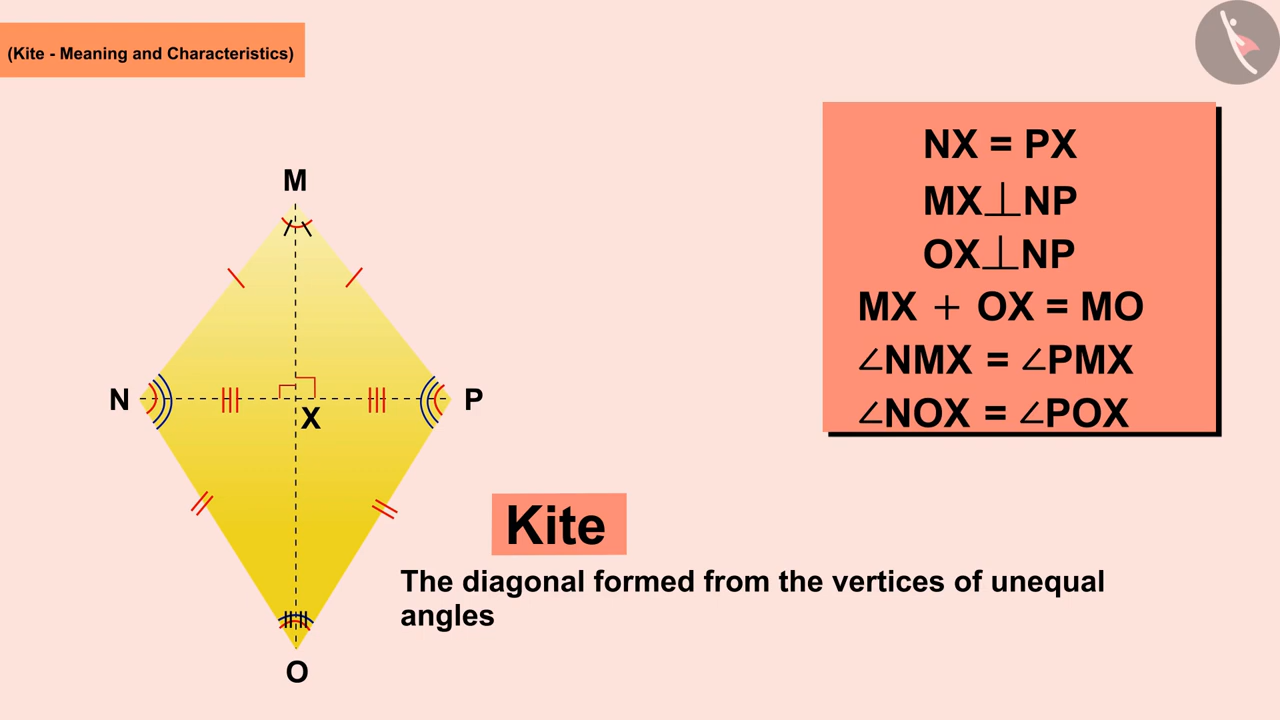 (Kite - Meaning and Characteristics)
M
N
X
P
O
NX = PX
MX⊥NP
OX⊥NP
MX + OX = MO
∠NMX = ∠PMX
∠NOX = ∠POX
Kite
The diagonal formed from the vertices of unequal
angles